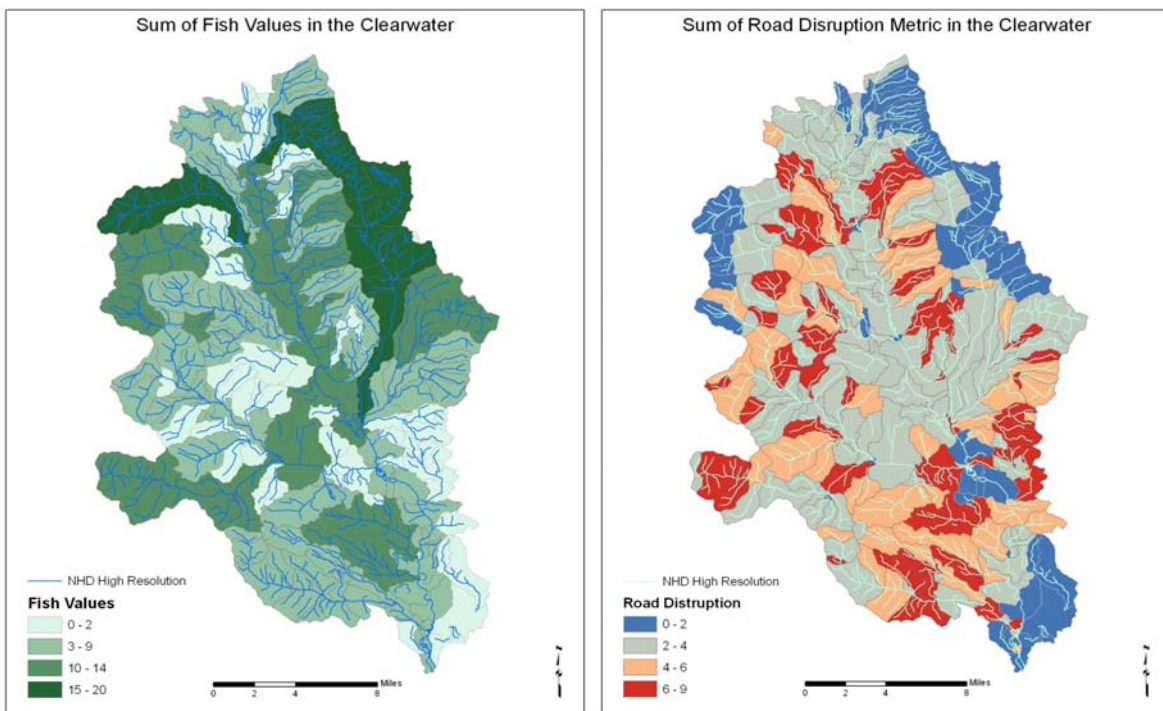 Sum of Fish Values in the Clearwater
NHD High Resolution
Fish Values
0 - 2
3 - 9
10 - 14
15 - 20
0 2 4 8
Miles
Sum of Road Disruption Metric in the Clearwater
NHD High Resolution
Road Distruption
0 - 2
2 - 4
4 - 6
6 - 9
0 2 4 8
Miles